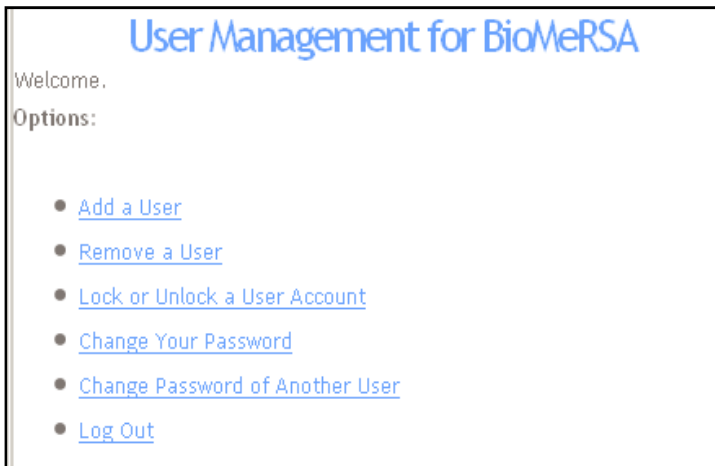 User Management for BioMeRSA
Welcome.
Options:
Add a User
Remove a User
Lock or Unlock a User Account
Change Your Password
Change Password of Another User
Log Out